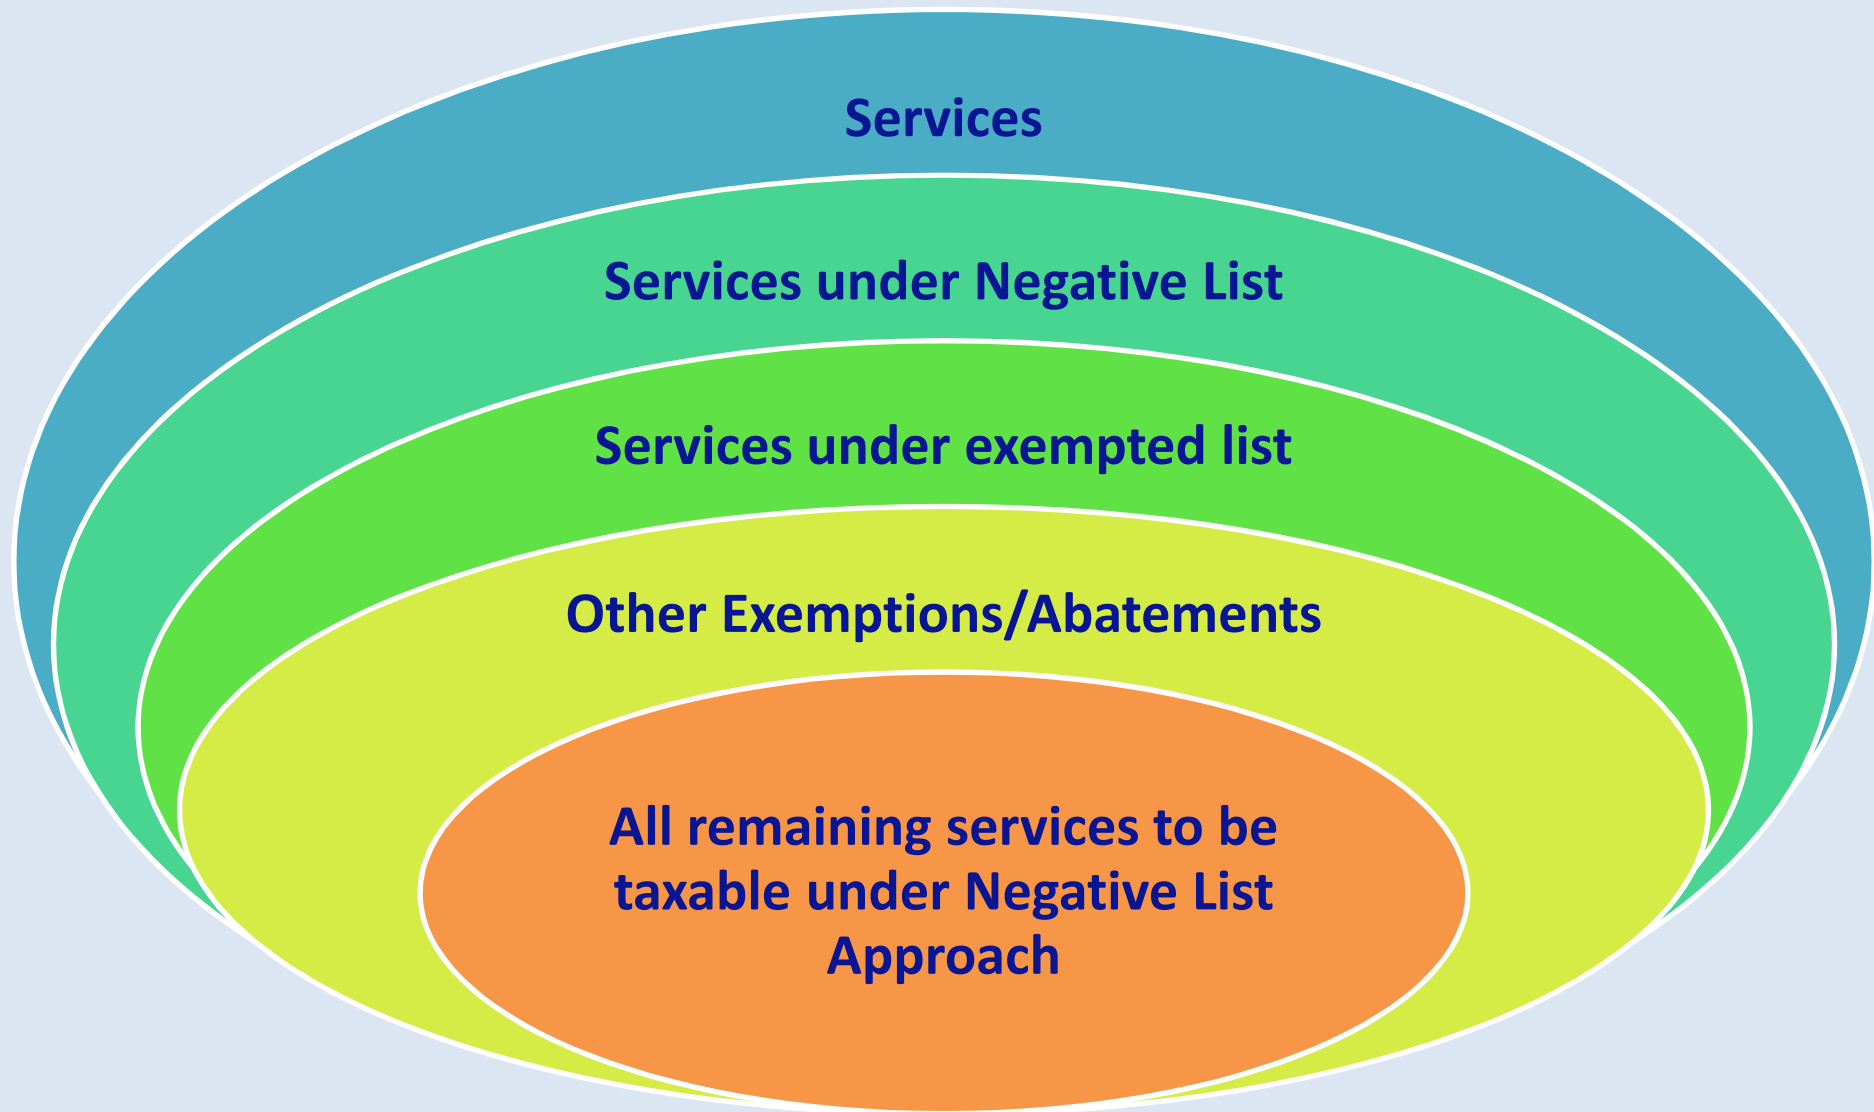 Services
Services under Negative List
Services under exempted list
Other Exemptions/Abatements
All remaining services to be
taxable under Negative List
Approach